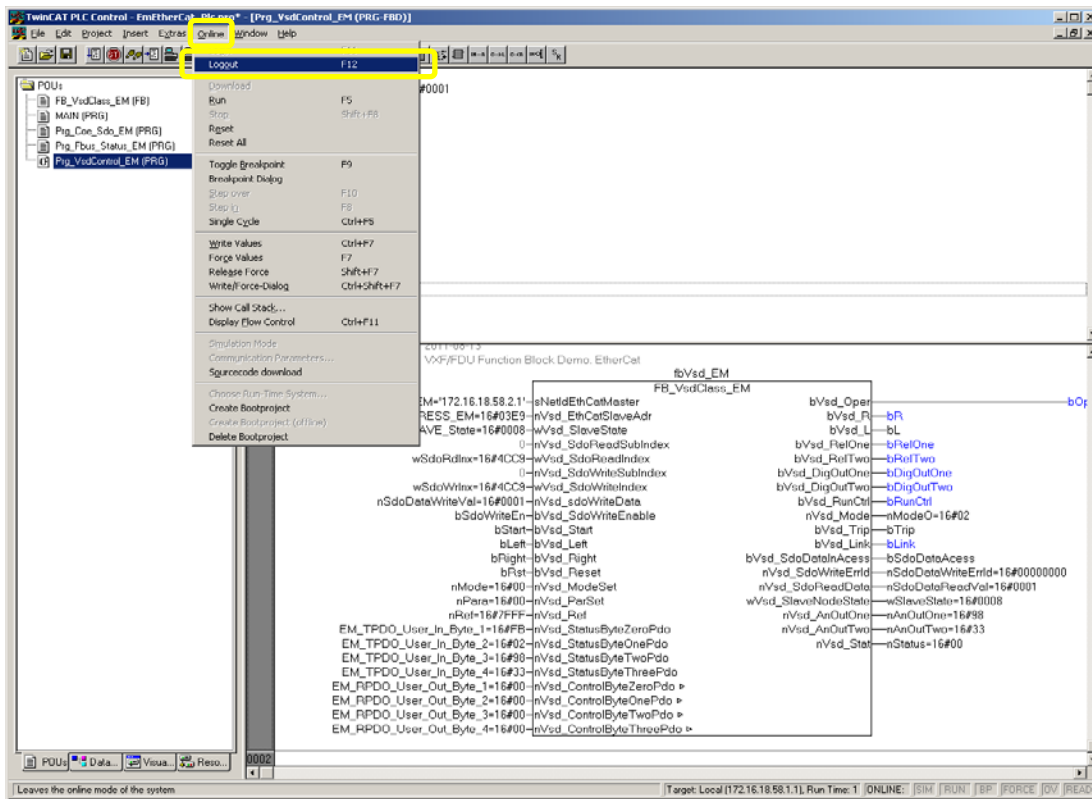 TwinCAT PLC Control - EmEtherCat_Plc.pro* - [Prg_VsdControl_EM (PRG-FBD)]
File Edit Project Insert Extras Online Window Help
Logout F12
Download
Run F5
Stop Shift+F8
Reset
Reset All
Toggle Breakpoint F9
Breakpoint Dialog
Step over F10
Step in F8
Single Cycle Ctrl+F5
Write Values Ctrl+F7
Force Values F7
Release Force Shift+F7
Write/Force-Dialog Ctrl+Shift+F7
Show Call Stack...
Display Flow Control Ctrl+F11
Simulation Mode
Communication Parameters...
Sourcecode download
Choose Run-Time System...
Create Bootproject
Create Bootproject (offline)
Delete Bootproject
POUs
FB_VsdClass_EM (FB)
MAIN (PRG)
Prg_Coe_Sdo_EM (PRG)
Prg_Fbus_Status_EM (PRG)
Prg_VsdControl_EM (PRG)
#0001
2011-06-13
VXF/FDU Function Block Demo. EtherCat
fbVsd_EM
FB_VsdClass_EM
EM='172.16.18.58.2.1' sNetIdEthCatMaster bVsd_Oper bOp
RESS_EM=16#03E9 nVsd_EthCatSlaveAdr bVsd_R bR
AVE_State=16#0008 wVsd_SlaveState bVsd_L bL
0 nVsd_SdoReadSubIndex bVsd_RelOne bRelOne
wSdoRdInx=16#4CC9 wVsd_SdoReadIndex bVsd_RelTwo bRelTwo
0 nVsd_SdoWriteSubIndex bVsd_DigOutOne bDigOutOne
wSdoWrInx=16#4CC9 wVsd_SdoWriteIndex bVsd_DigOutTwo bDigOutTwo
nSdoDataWriteVal=16#0001 nVsd_sdoWriteData bVsd_RunCtrl bRunCtrl
bSdoWriteEn bVsd_SdoWriteEnable nVsd_Mode nModeO=16#02
bStart bVsd_Start bVsd_Trip bTrip
bLeft bVsd_Left bVsd_Link bLink
bRight bVsd_Right bVsd_SdoDataInAcess bSdoDataAcess
bRst bVsd_Reset nVsd_SdoWriteErrId nSdoDataWriteErrId=16#00000000
nMode=16#00 nVsd_ModeSet nVsd_SdoReadData nSdoDataReadVal=16#0001
nPara=16#00 nVsd_ParSet wVsd_SlaveNodeState wSlaveState=16#0008
nRef=16#7FFF nVsd_Ref nVsd_AnOutOne nAnOutOne=16#98
EM_TPDO_User_In_Byte_1=16#FB nVsd_StatusByteZeroPdo nVsd_AnOutTwo nAnOutTwo=16#33
EM_TPDO_User_In_Byte_2=16#02 nVsd_StatusByteOnePdo nVsd_Stat nStatus=16#00
EM_TPDO_User_In_Byte_3=16#98 nVsd_StatusByteTwoPdo
EM_TPDO_User_In_Byte_4=16#33 nVsd_StatusByteThreePdo
EM_RPDO_User_Out_Byte_1=16#00 nVsd_ControlByteZeroPdo
EM_RPDO_User_Out_Byte_2=16#00 nVsd_ControlByteOnePdo
EM_RPDO_User_Out_Byte_3=16#00 nVsd_ControlByteTwoPdo
EM_RPDO_User_Out_Byte_4=16#00 nVsd_ControlByteThreePdo
0002
POUs Data... Visua... Reso...
Leaves the online mode of the system Target: Local (172.16.18.58.1.1), Run Time: 1 ONLINE: SIM RUN BP FORCE OV READ